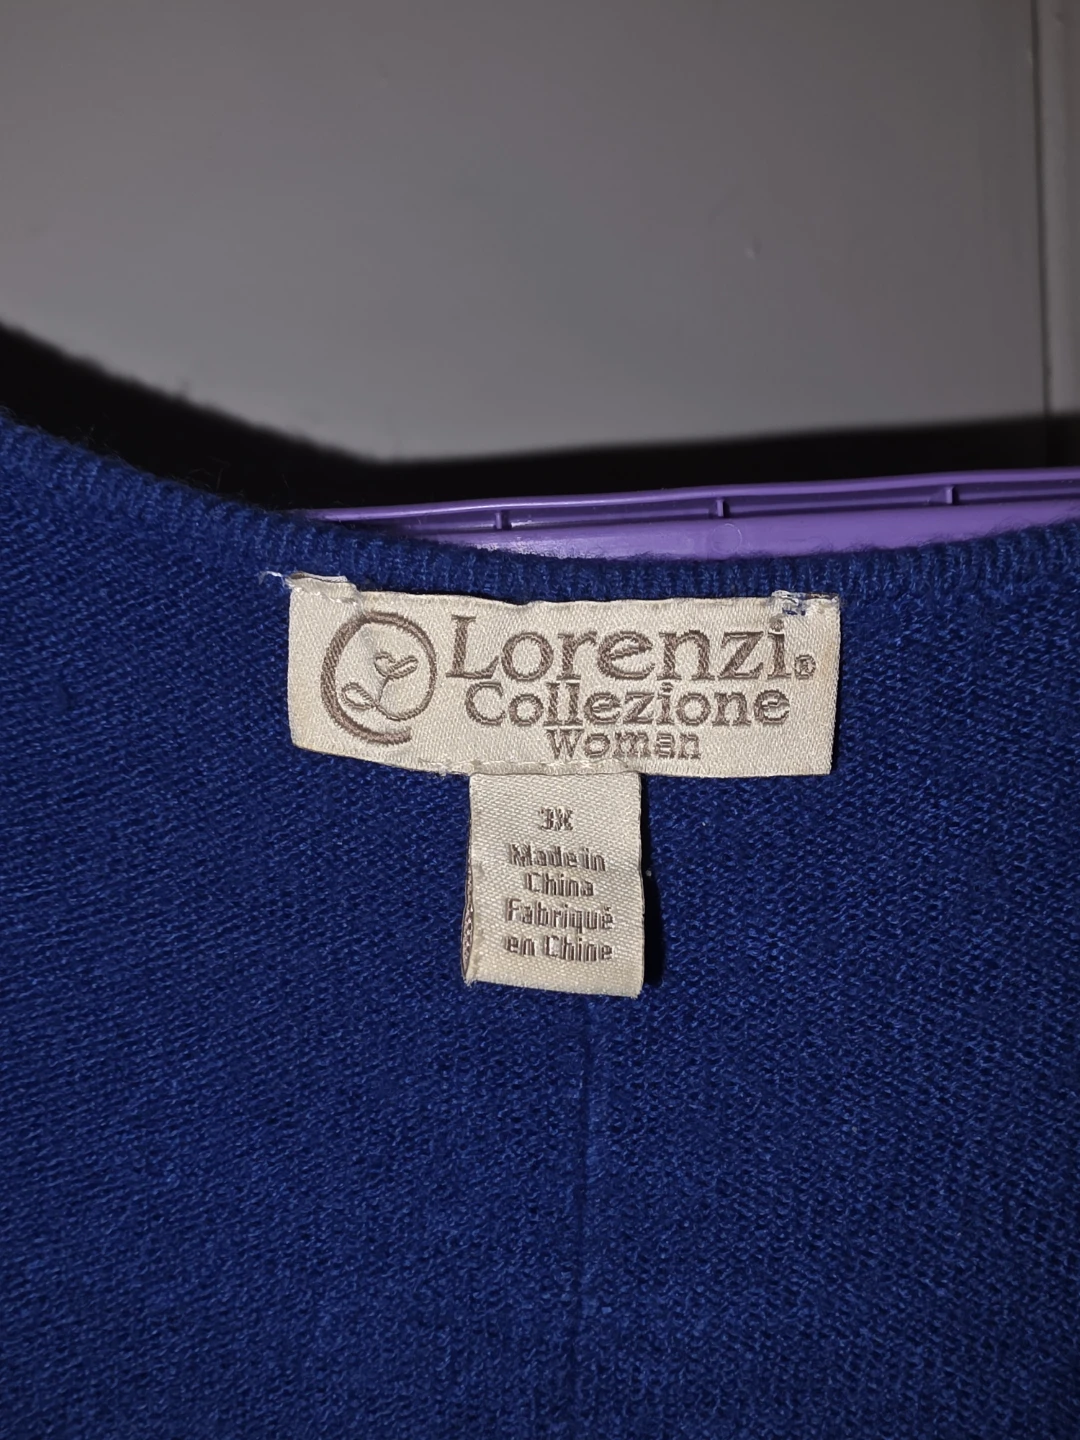 Lorenzi®
Collezione
Woman
3X
Made in
China
Fabriqué
en Chine